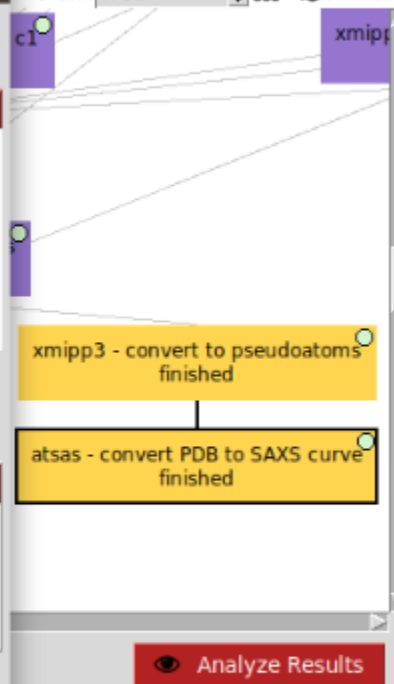 c1
xmipp
xmipp3 - convert to pseudoatoms
finished
atsas - convert PDB to SAXS curve
finished
Analyze Results